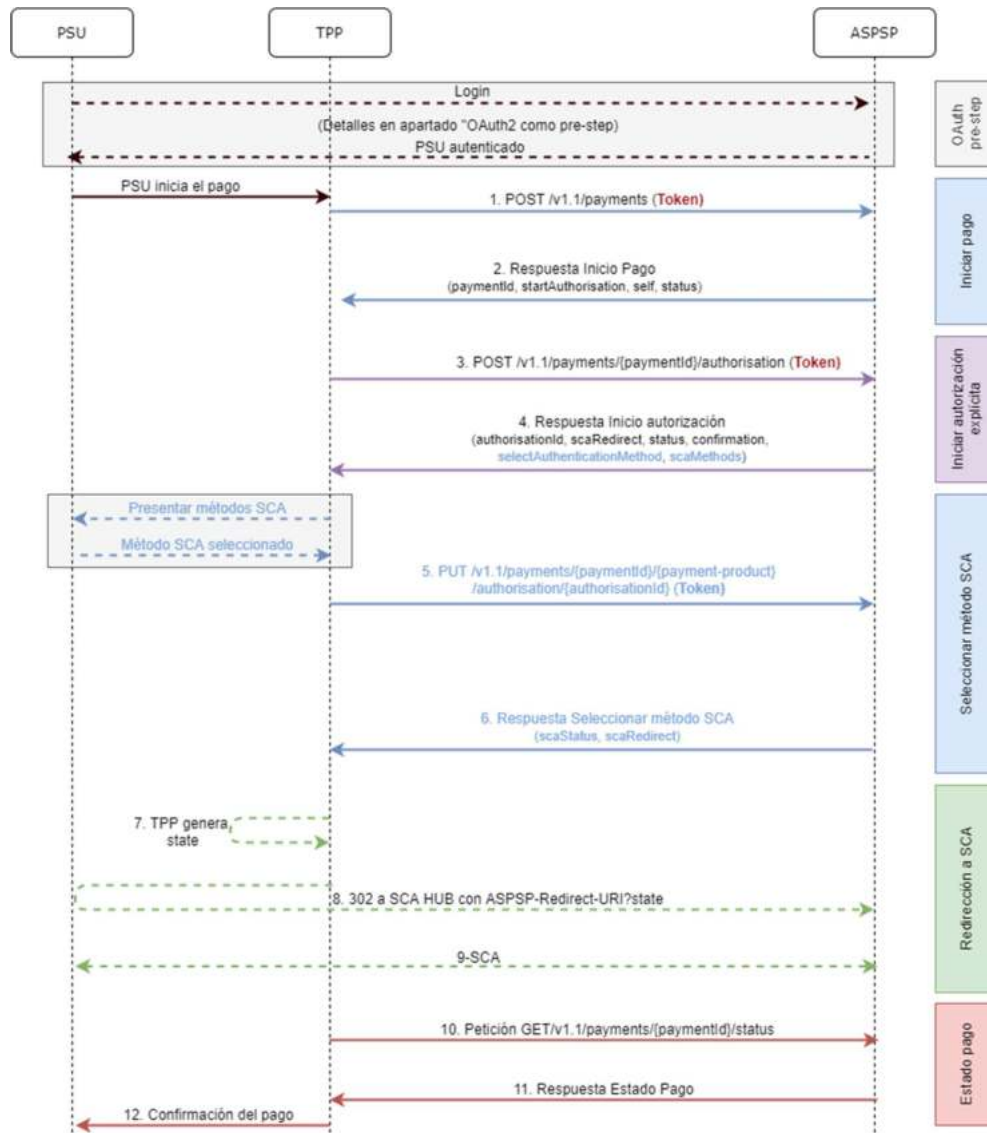 PSU
TPP
ASPSP
Login
(Detalles en apartado "OAuth2 como pre-step)
PSU autenticado
OAuth
pre-step
PSU inicia el pago
1. POST /v1.1/payments (Token)
2. Respuesta Inicio Pago
(paymentId, startAuthorisation, self, status)
Iniciar pago
3. POST /v1.1/payments/{paymentId}/authorisation (Token)
4. Respuesta Inicio autorización
(authorisationId, scaRedirect, status, confirmation,
selectAuthenticationMethod, scaMethods)
Iniciar autorización
explícita
Presentar métodos SCA
Método SCA seleccionado
5. PUT /v1.1/payments/{paymentId}/{payment-product}
/authorisation/{authorisationId} (Token)
6. Respuesta Seleccionar método SCA
(scaStatus, scaRedirect)
Seleccionar método SCA
7. TPP genera
state
8. 302 a SCA HUB con ASPSP-Redirect-URI?state
9-SCA
Redirección a SCA
10. Petición GET/v1.1/payments/{paymentId}/status
11. Respuesta Estado Pago
12. Confirmación del pago
Estado pago